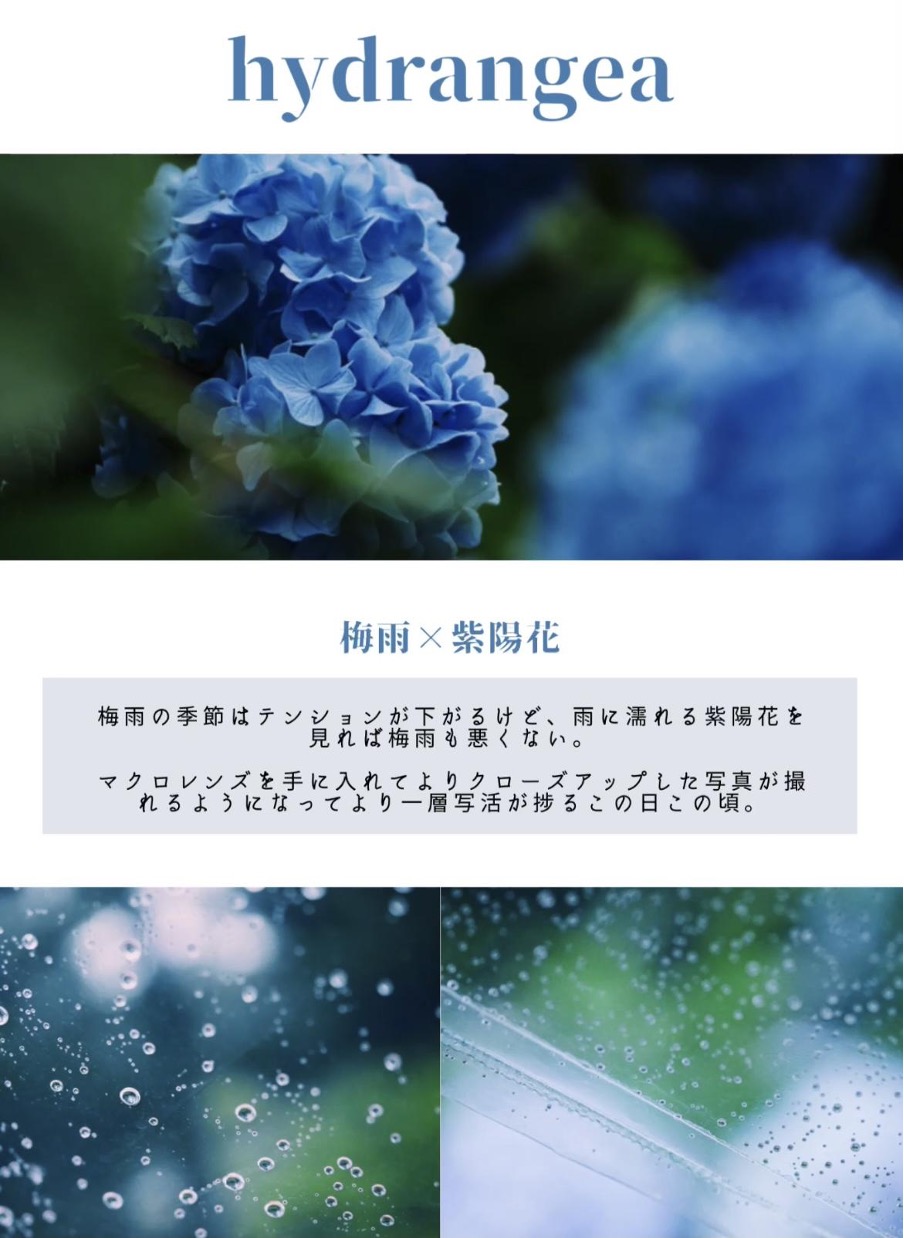 hydrangea
梅雨×紫陽花
梅雨の季節はテンションが下がるけど、雨に濡れる紫陽花を
見れば梅雨も悪くない。
マクロレンズを手に入れてよりクローズアップした写真が撮
れるようになってより一層写活が捗るこの日この頃。